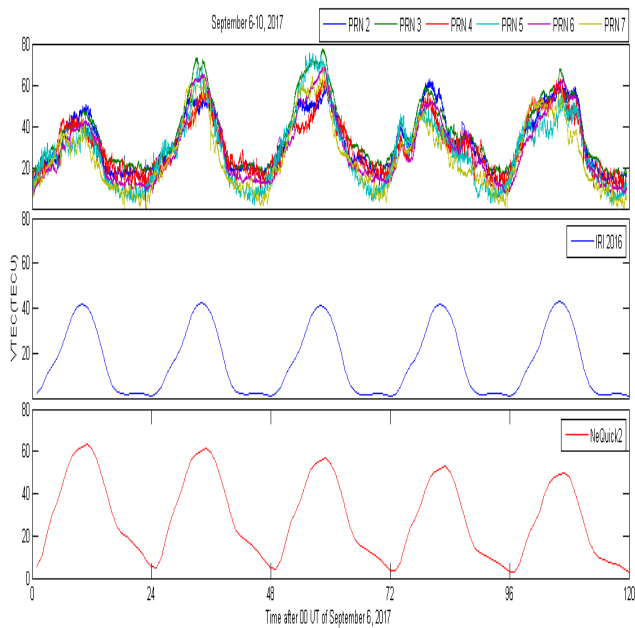 September 6-10, 2017
PRN 2 PRN 3 PRN 4 PRN 5 PRN 6 PRN 7
80
60
40
20
80
IRI 2016
60
40
20
VTEC(TECU)
80
NeQuick2
60
40
20
0
0 24 48 72 96 120
Time after 00 UT of September 6, 2017